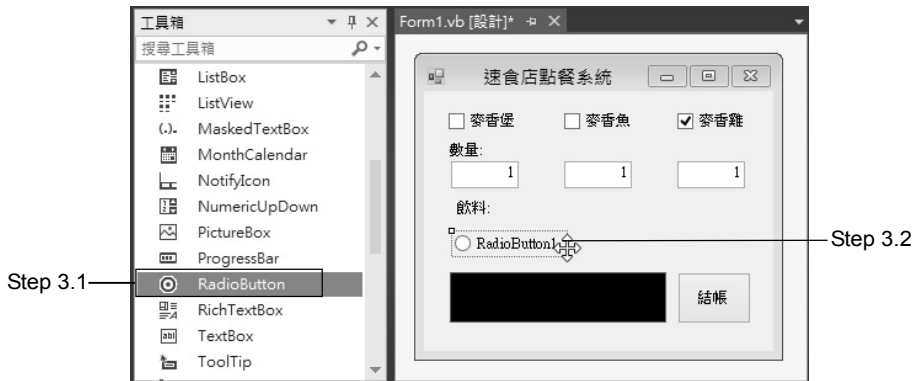 工具箱
搜尋工具箱
ListBox
ListView
(.)- MaskedTextBox
MonthCalendar
NotifyIcon
NumericUpDown
PictureBox
ProgressBar
RadioButton
RichTextBox
abl TextBox
ToolTip
Step 3.1
Form1.vb [設計]*
速食店點餐系統
麥香堡 麥香魚 麥香雞
數量:
1 1 1
飲料:
RadioButton1
結帳
Step 3.2